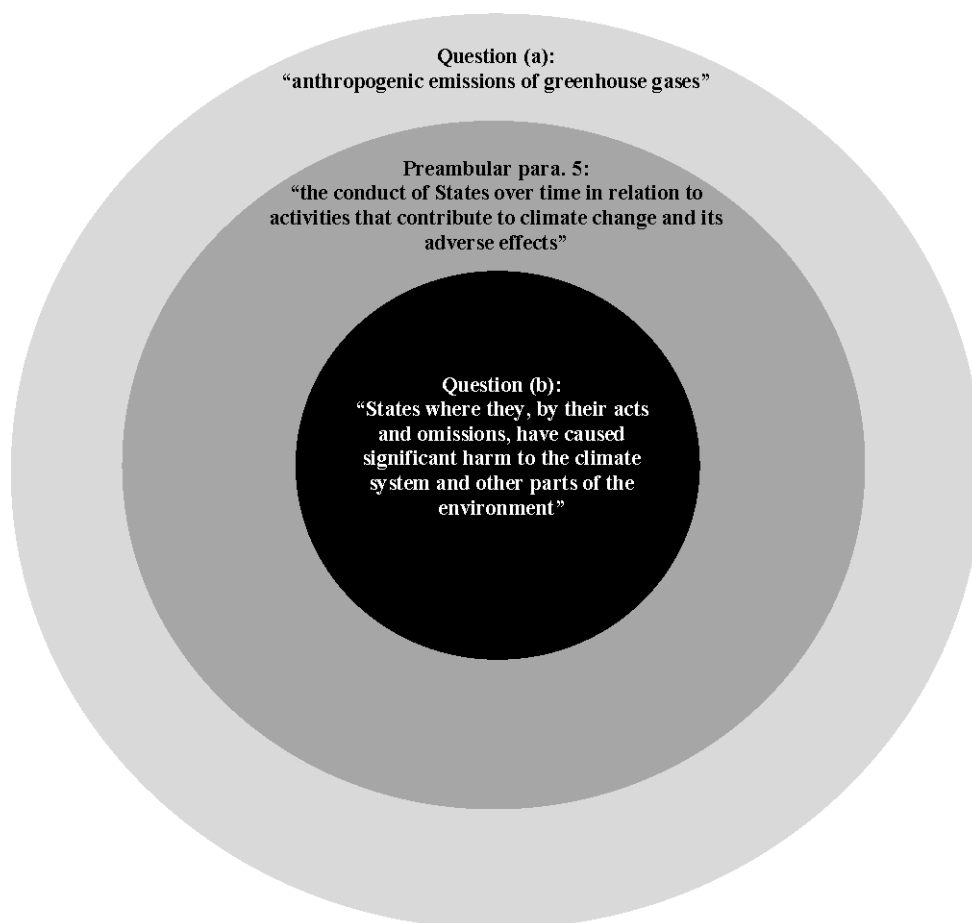 Question (a):
“anthropogenic emissions of greenhouse gases”
Preambular para. 5:
“the conduct of States over time in relation to
activities that contribute to climate change and its
adverse effects”
Question (b):
“States where they, by their acts
and omissions, have caused
significant harm to the climate
system and other parts of the
environment”